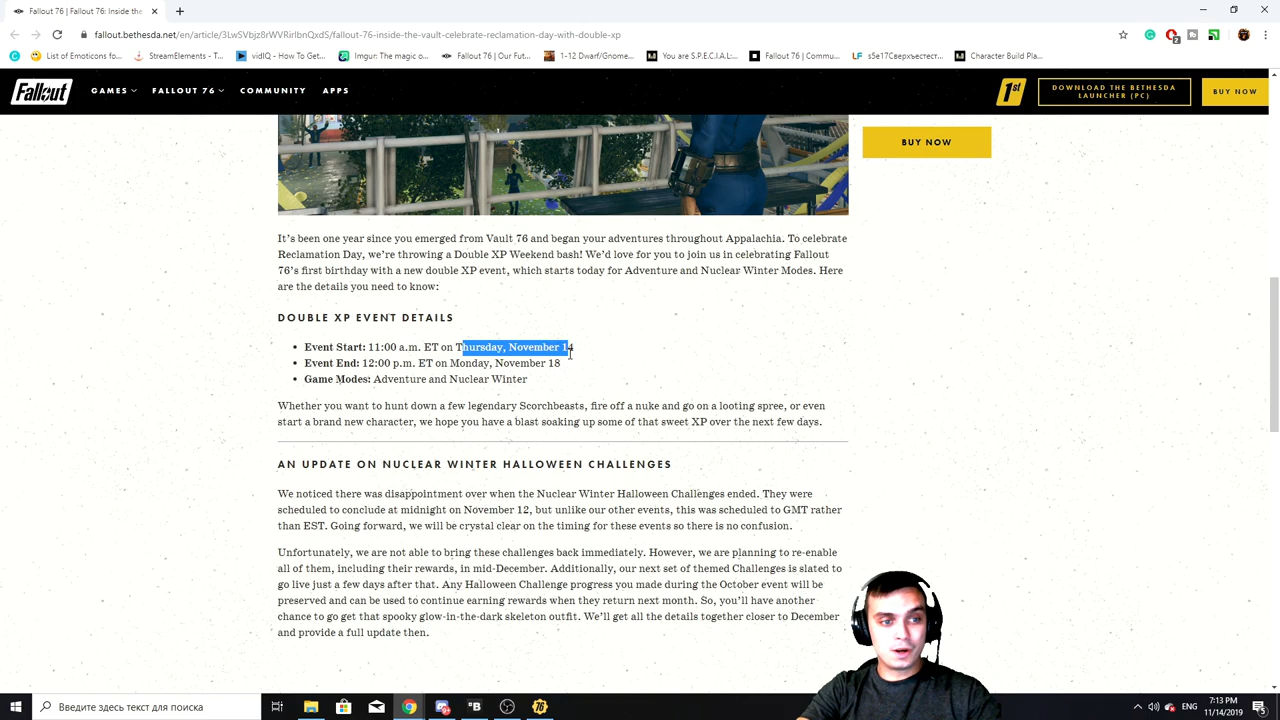 Fallout 76 | Fallout 76: Inside the
fallout.bethesda.net/en/article/3LwSVbjz8rWVRirIbnQxdS/fallout-76-inside-the-vault-celebrate-reclamation-day-with-double-xp
List of Emoticons fo...
StreamElements - T...
vidIQ - How To Get...
Imgur: The magic o...
Fallout 76 | Our Fut...
1-12 Dwarf/Gnome...
You are S.P.E.C.I.A.L:...
Fallout 76 | Commu...
s5e17Сверхъестест...
Character Build Pla...
Fallout
GAMES
FALLOUT 76
COMMUNITY
APPS
1st
DOWNLOAD THE BETHESDA
LAUNCHER (PC)
BUY NOW
BUY NOW
It's been one year since you emerged from Vault 76 and began your adventures throughout Appalachia. To celebrate
Reclamation Day, we're throwing a Double XP Weekend bash! We'd love for you to join us in celebrating Fallout
76's first birthday with a new double XP event, which starts today for Adventure and Nuclear Winter Modes. Here
are the details you need to know:
DOUBLE XP EVENT DETAILS
• Event Start: 11:00 a.m. ET on Thursday, November 14
• Event End: 12:00 p.m. ET on Monday, November 18
• Game Modes: Adventure and Nuclear Winter
Whether you want to hunt down a few legendary Scorchbeasts, fire off a nuke and go on a looting spree, or even
start a brand new character, we hope you have a blast soaking up some of that sweet XP over the next few days.
AN UPDATE ON NUCLEAR WINTER HALLOWEEN CHALLENGES
We noticed there was disappointment over when the Nuclear Winter Halloween Challenges ended. They were
scheduled to conclude at midnight on November 12, but unlike our other events, this was scheduled to GMT rather
than EST. Going forward, we will be crystal clear on the timing for these events so there is no confusion.
Unfortunately, we are not able to bring these challenges back immediately. However, we are planning to re-enable
all of them, including their rewards, in mid-December. Additionally, our next set of themed Challenges is slated to
go live just a few days after that. Any Halloween Challenge progress you made during the October event will be
preserved and can be used to continue earning rewards when they return next month. So, you'll have another
chance to go get that spooky glow-in-the-dark skeleton outfit. We'll get all the details together closer to December
and provide a full update then.
Введите здесь текст для поиска
ENG
7:13 PM
11/14/2019
5